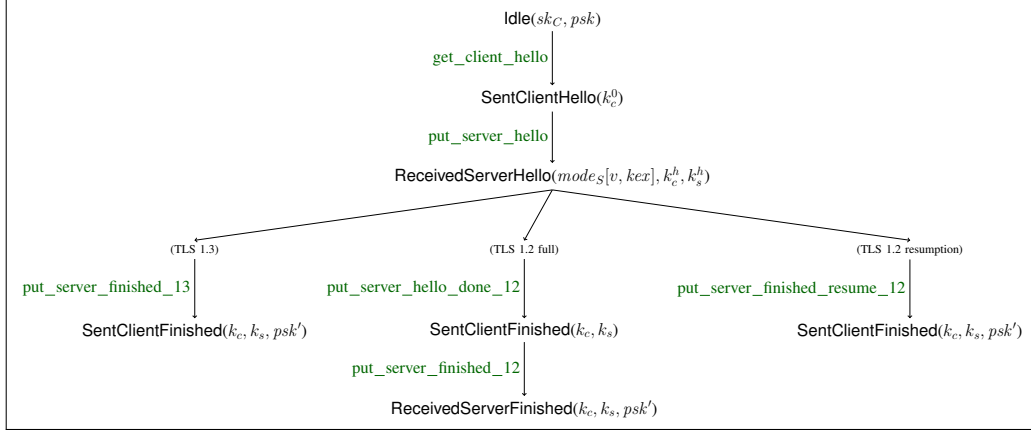 Idle(sk_C, psk)
get_client_hello
SentClientHello(k_c^0)
put_server_hello
ReceivedServerHello(mode_S[v, kex], k_c^h, k_s^h)
(TLS 1.3) (TLS 1.2 full) (TLS 1.2 resumption)
put_server_finished_13 put_server_hello_done_12 put_server_finished_resume_12
SentClientFinished(k_c, k_s, psk′) SentClientFinished(k_c, k_s) SentClientFinished(k_c, k_s, psk′)
put_server_finished_12
ReceivedServerFinished(k_c, k_s, psk′)